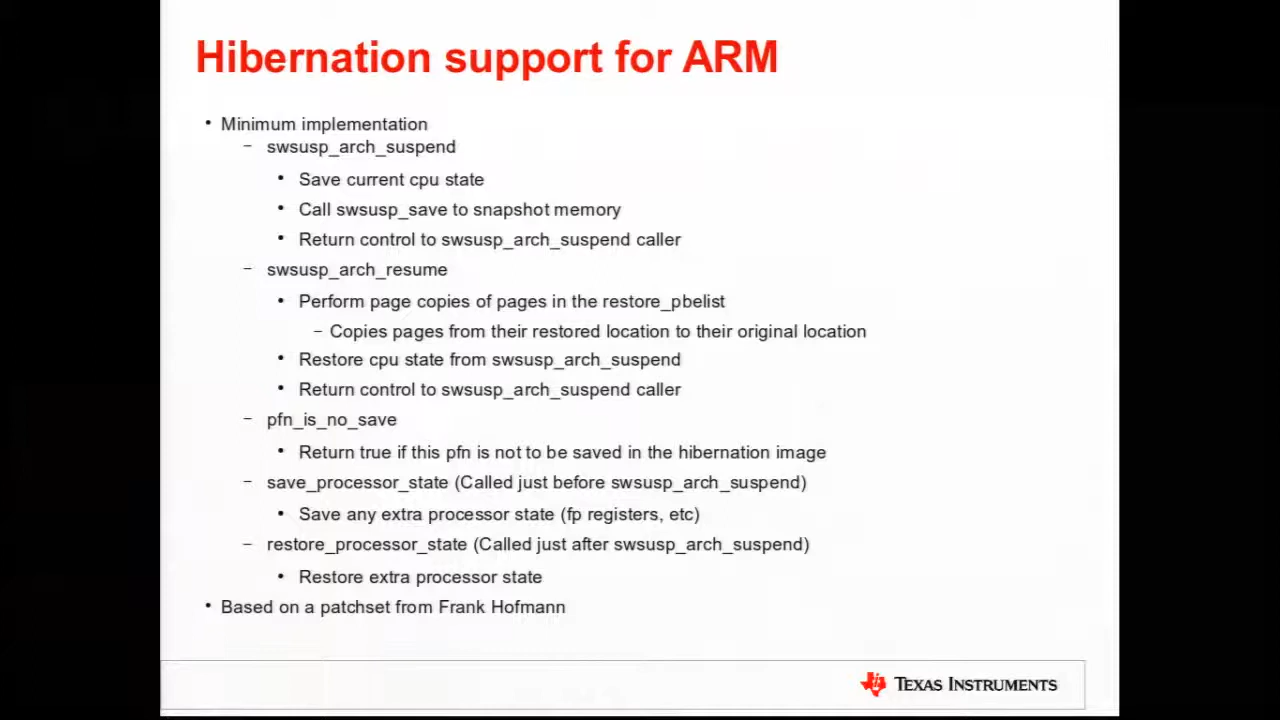 Hibernation support for ARM
• Minimum implementation
– swsusp_arch_suspend
• Save current cpu state
• Call swsusp_save to snapshot memory
• Return control to swsusp_arch_suspend caller
– swsusp_arch_resume
• Perform page copies of pages in the restore_pbelist
– Copies pages from their restored location to their original location
• Restore cpu state from swsusp_arch_suspend
• Return control to swsusp_arch_suspend caller
– pfn_is_no_save
• Return true if this pfn is not to be saved in the hibernation image
– save_processor_state (Called just before swsusp_arch_suspend)
• Save any extra processor state (fp registers, etc)
– restore_processor_state (Called just after swsusp_arch_suspend)
• Restore extra processor state
• Based on a patchset from Frank Hofmann
TEXAS INSTRUMENTS